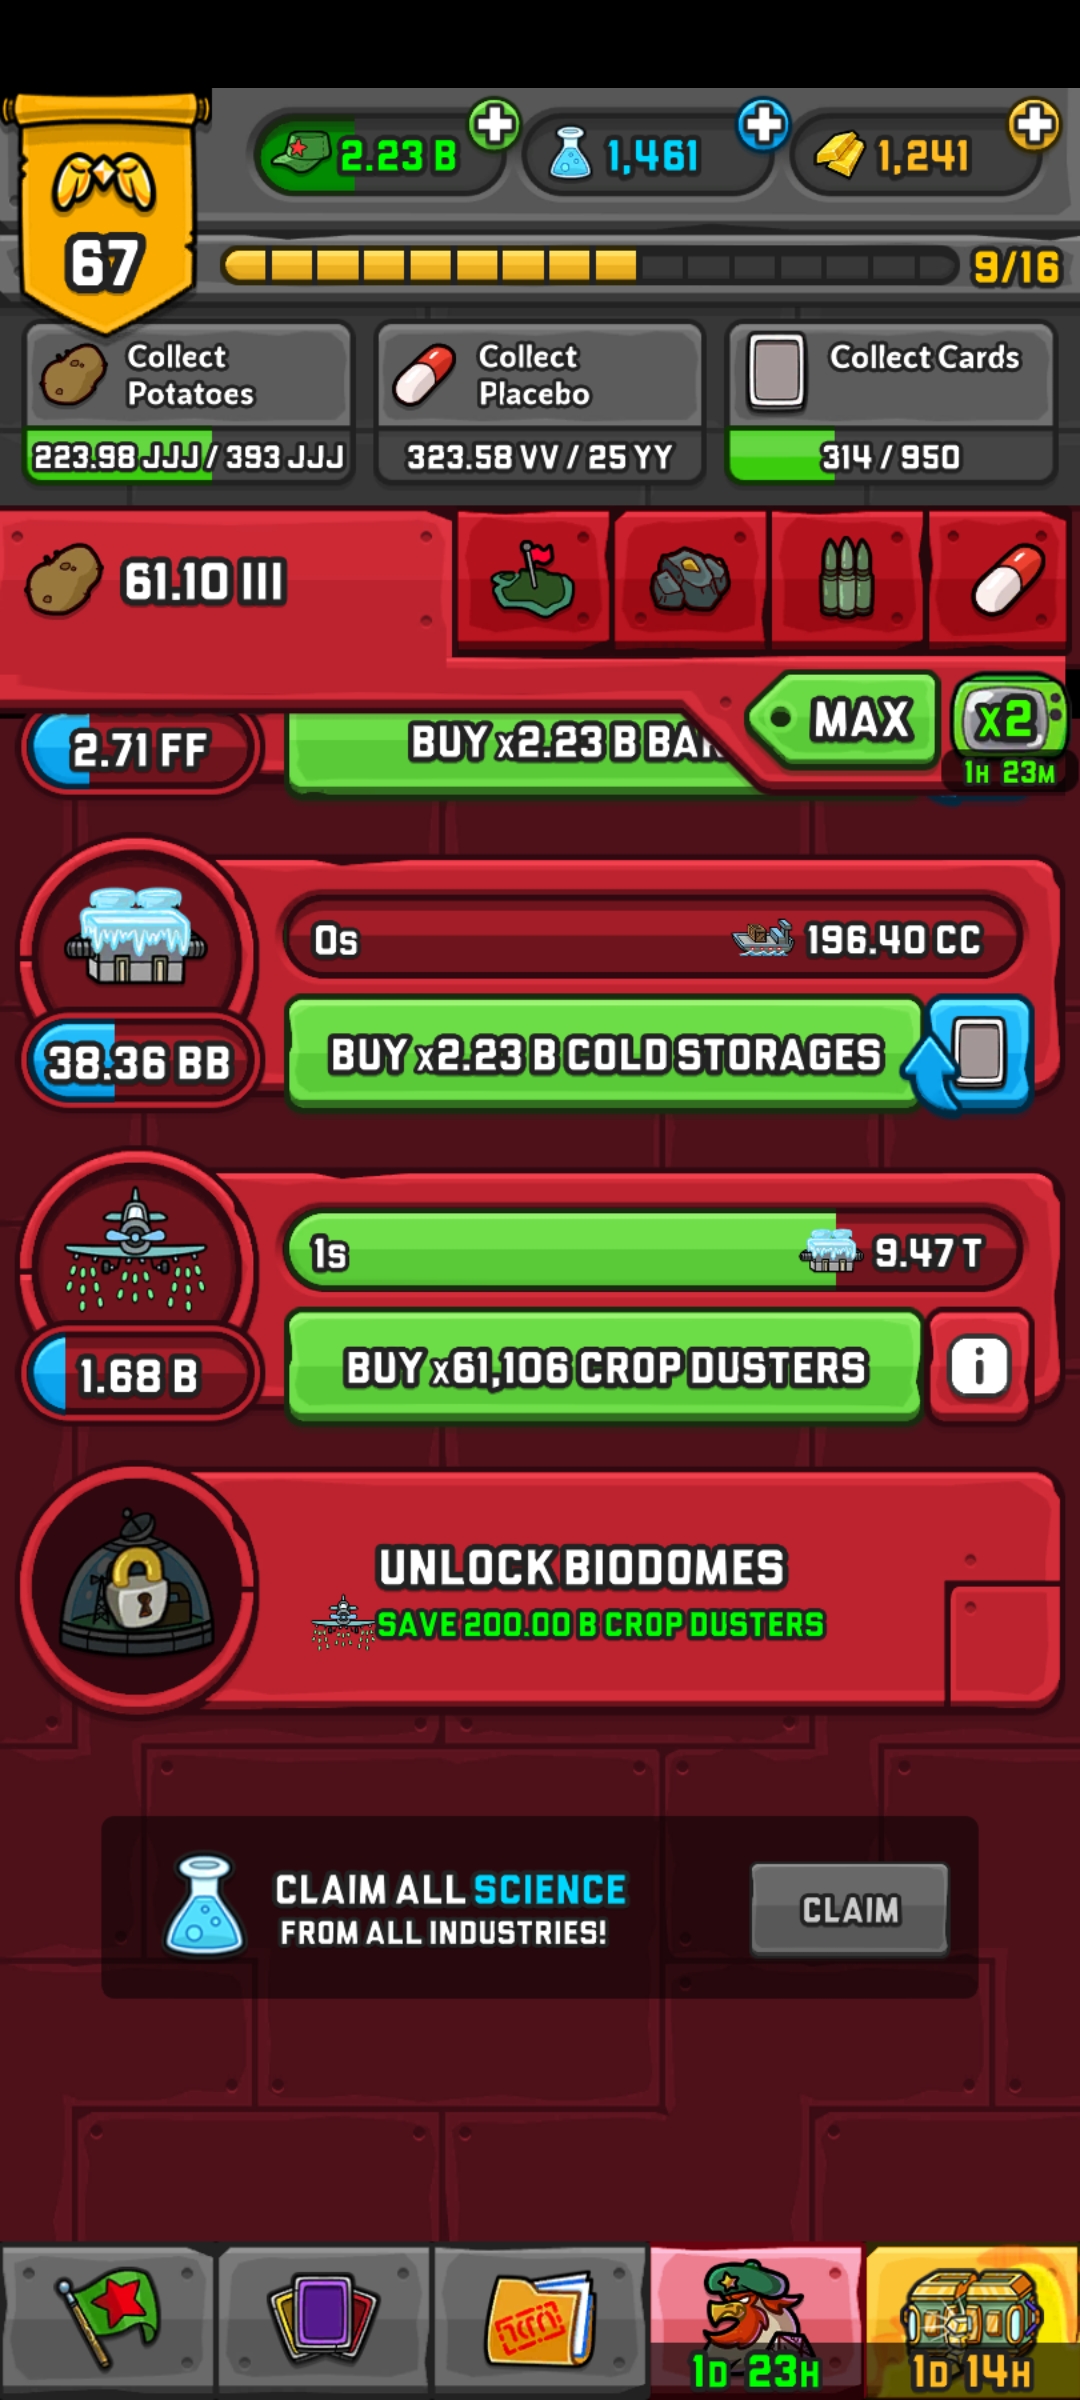 2.23 B
1,461
1,241
67
9/16
Collect
Potatoes
223.98 JJJ / 393 JJJ
Collect
Placebo
323.58 VV / 25 YY
Collect Cards
314 / 950
61.10 III
MAX
x2
1H 23M
2.71 FF
BUY x2.23 B BAR
0s
196.40 CC
38.36 BB
BUY x2.23 B COLD STORAGES
1s
9.47 T
1.68 B
BUY x61,106 CROP DUSTERS
i
UNLOCK BIODOMES
SAVE 200.00 B CROP DUSTERS
CLAIM ALL SCIENCE
FROM ALL INDUSTRIES!
CLAIM
1D 23H
1D 14H